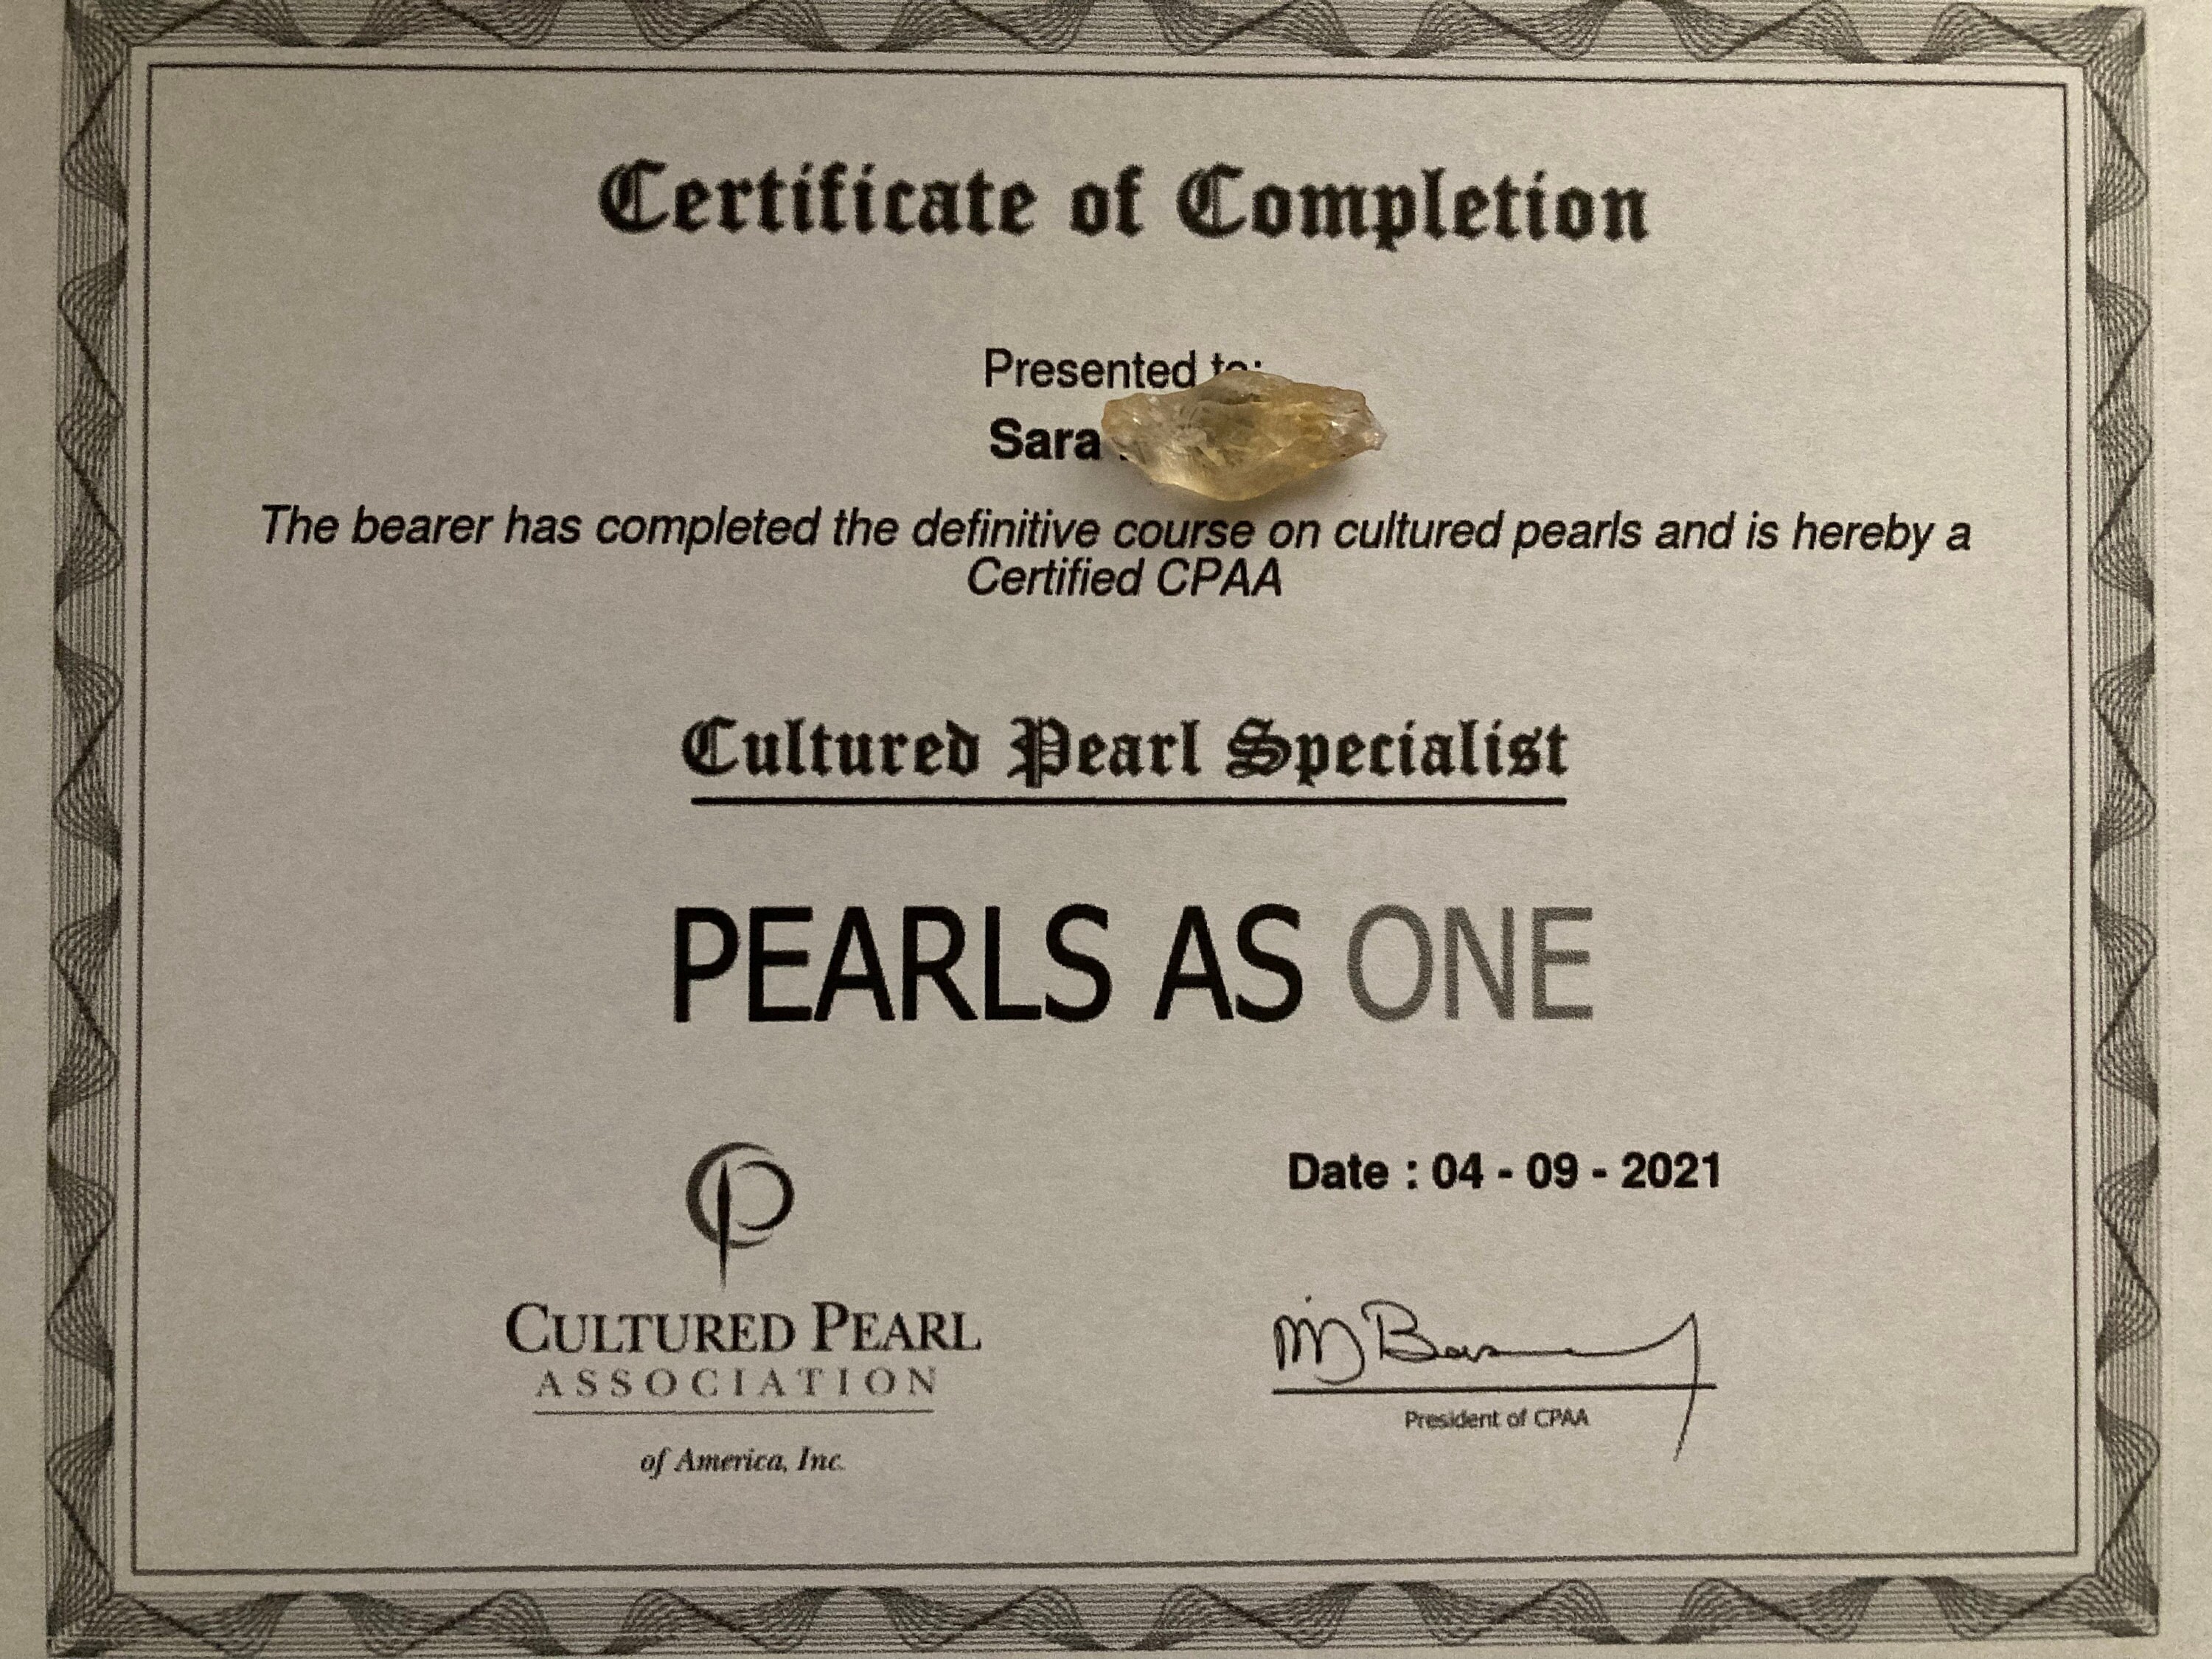 Certificate of Completion
Presented to:
Sara
The bearer has completed the definitive course on cultured pearls and is hereby a
Certified CPAA
Cultured Pearl Specialist
PEARLS AS ONE
Date : 04 - 09 - 2021
CULTURED PEARL
ASSOCIATION
of America, Inc.
President of CPAA